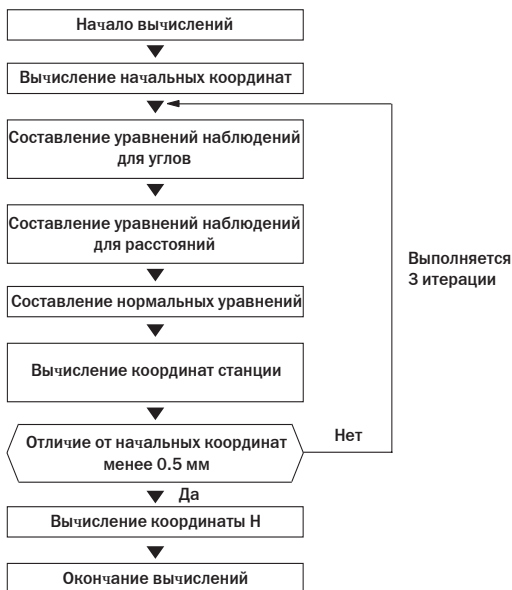 Начало вычислений
Вычисление начальных координат
Составление уравнений наблюдений
для углов
Составление уравнений наблюдений
для расстояний
Выполняется
3 итерации
Составление нормальных уравнений
Вычисление координат станции
Отличие от начальных координат
менее 0.5 мм
Нет
Да
Вычисление координаты Н
Окончание вычислений